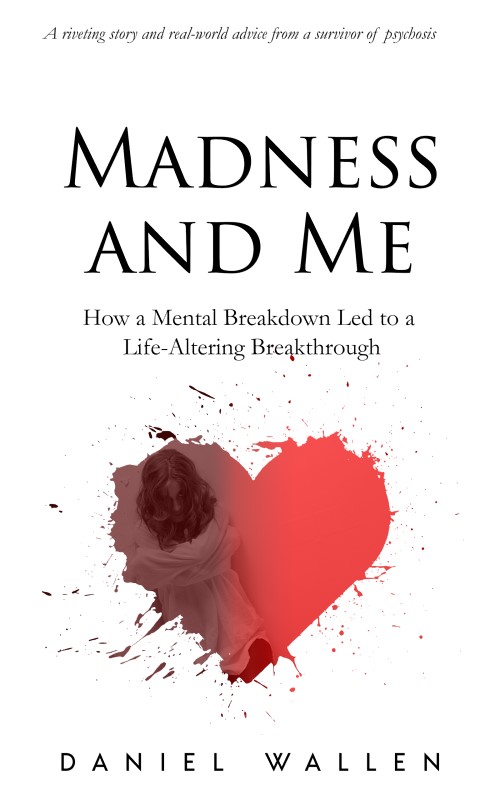 A riveting story and real-world advice from a survivor of psychosis
MADNESS
AND ME
How a Mental Breakdown Led to a
Life-Altering Breakthrough
DANIEL WALLEN